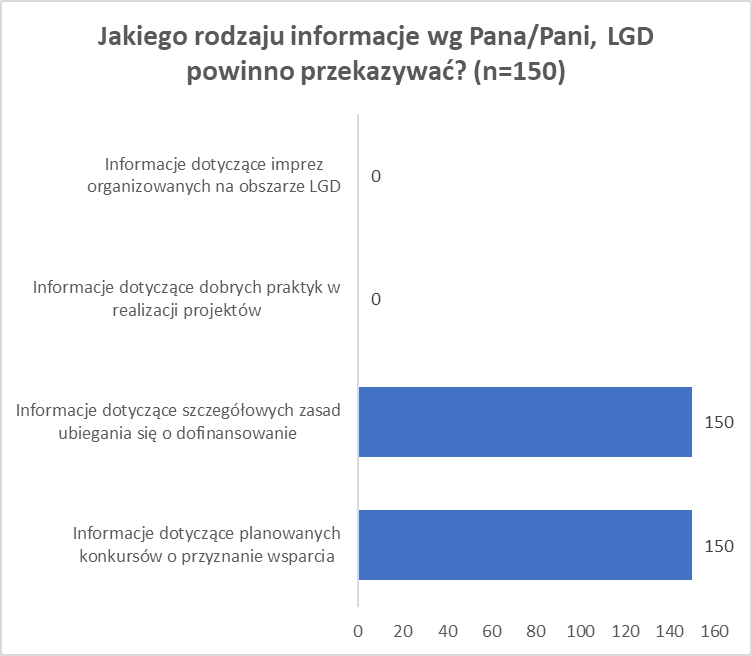 Jakiego rodzaju informacje wg Pana/Pani, LGD
powinno przekazywać? (n=150)
Informacje dotyczące imprez
organizowanych na obszarze LGD
0
Informacje dotyczące dobrych praktyk w
realizacji projektów
0
Informacje dotyczące szczegółowych zasad
ubiegania się o dofinansowanie
150
Informacje dotyczące planowanych
konkursów o przyznanie wsparcia
150
0 20 40 60 80 100 120 140 160